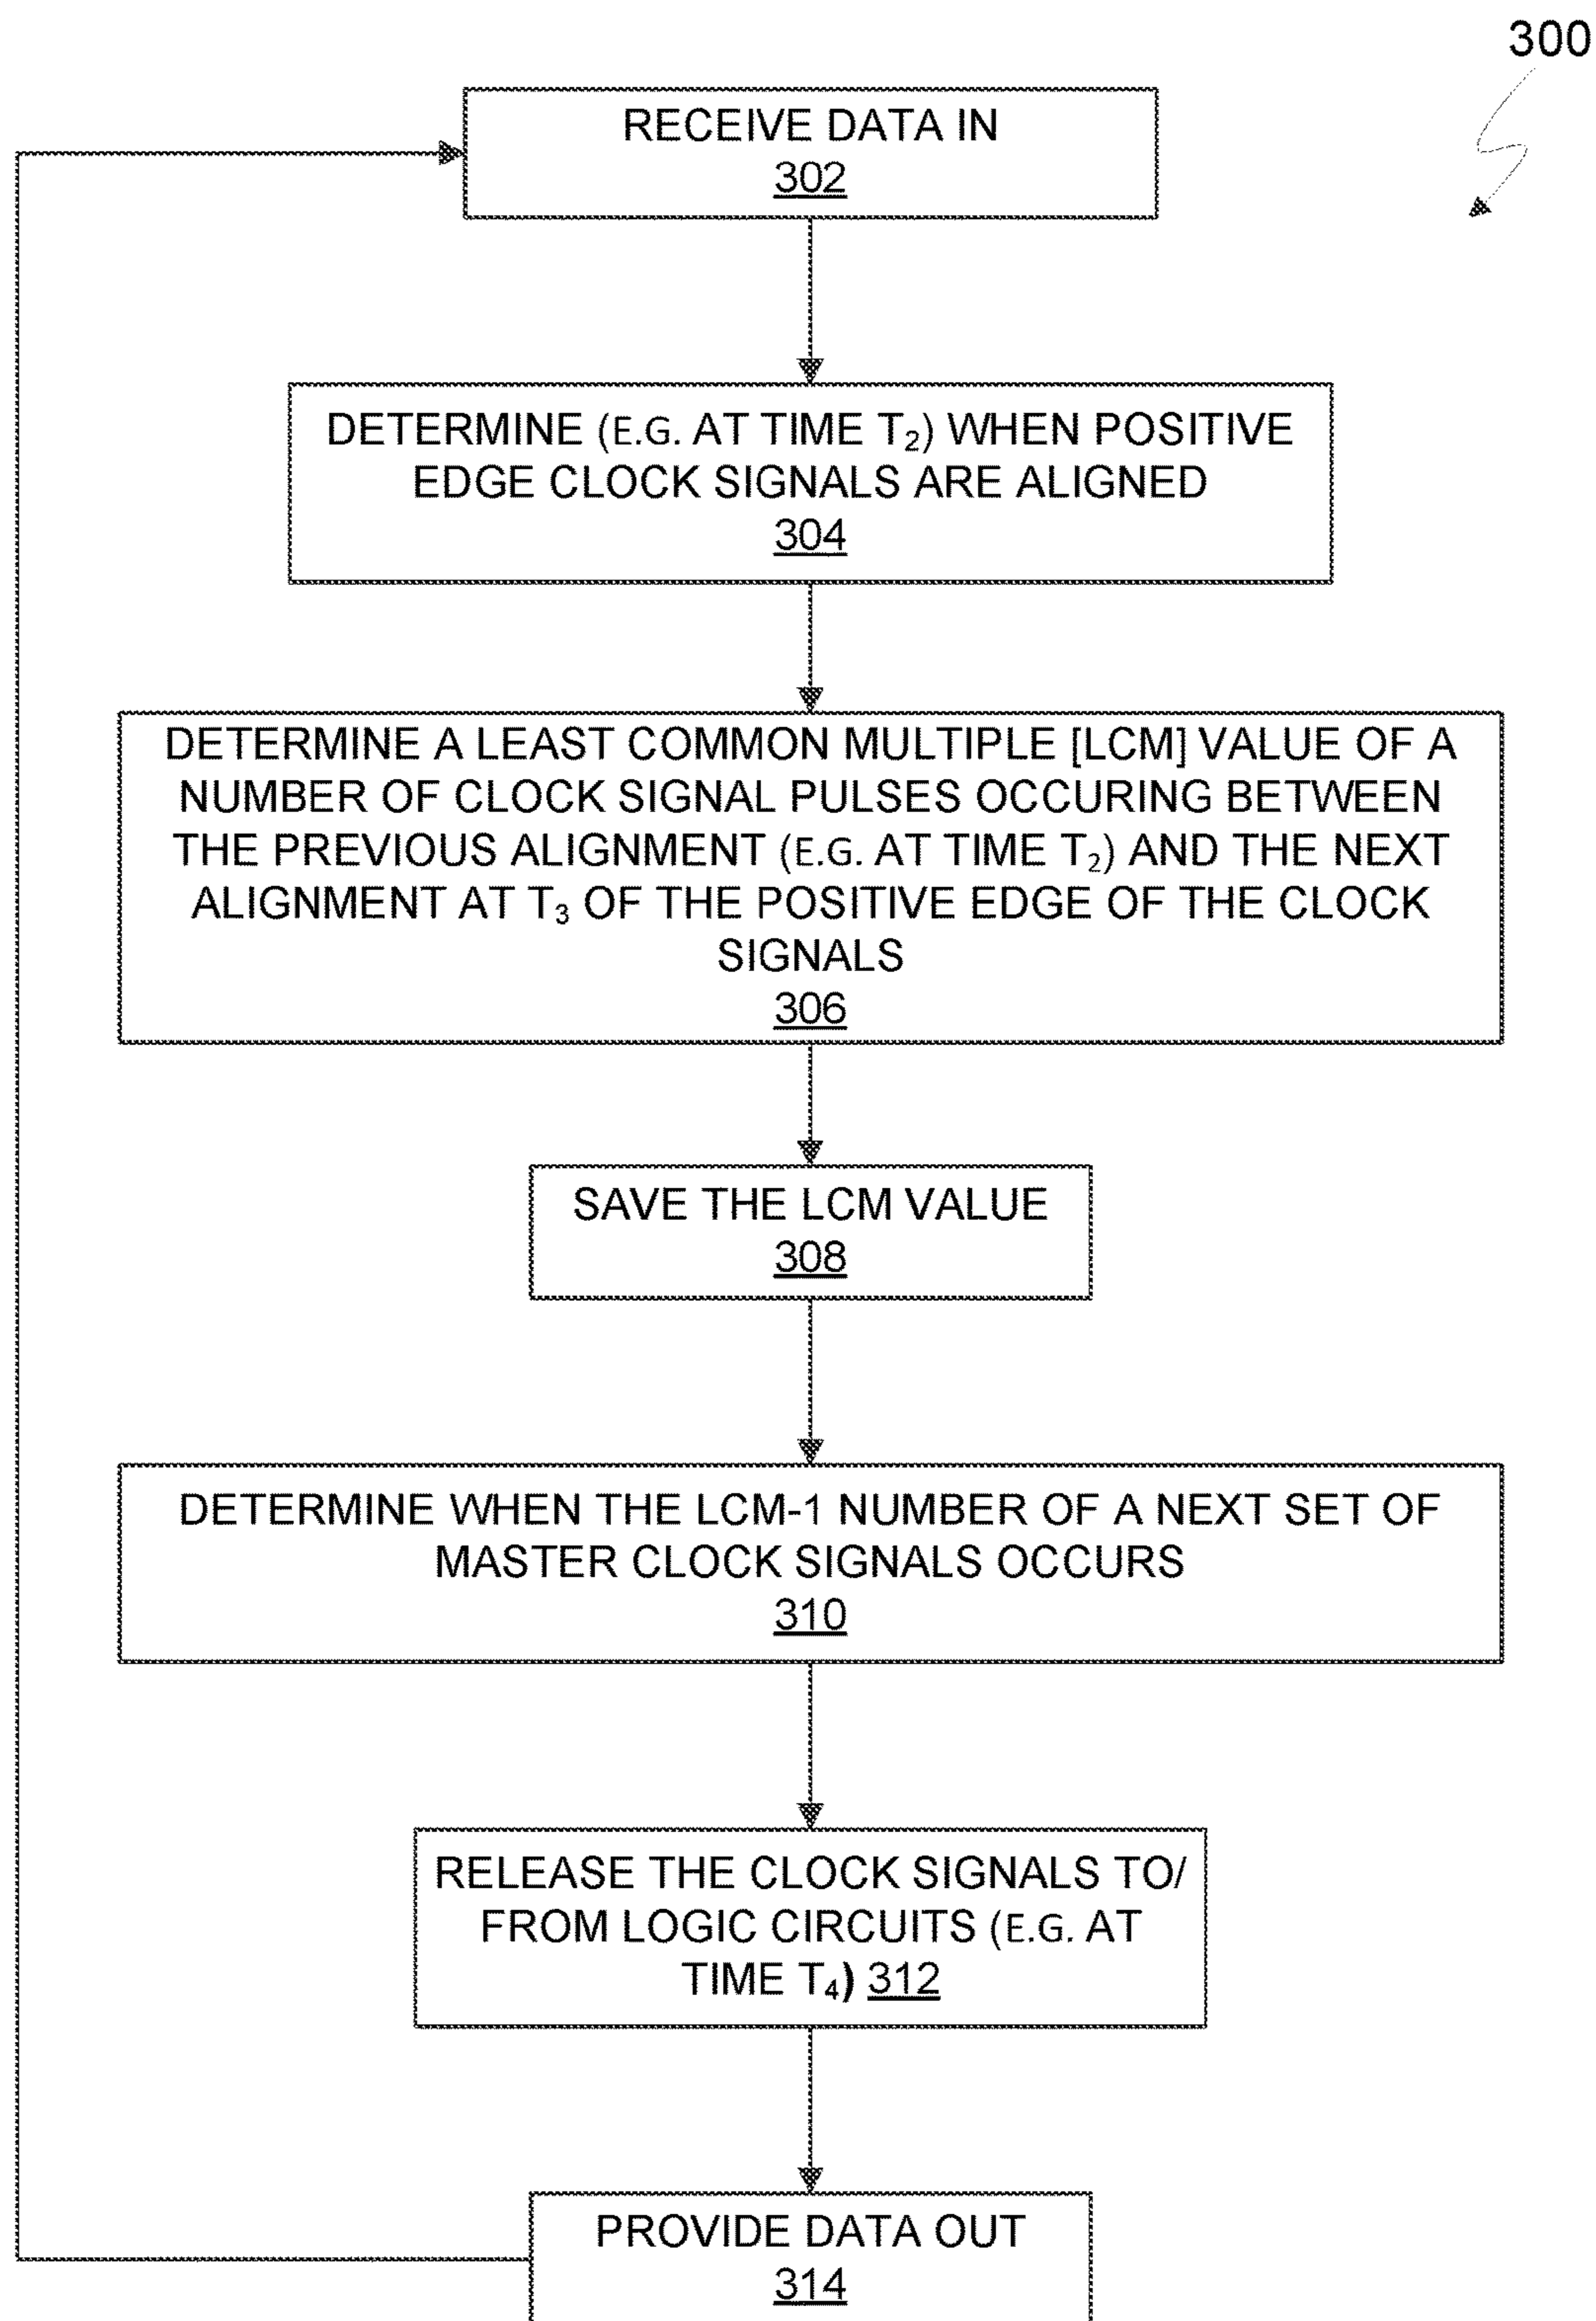 300
RECEIVE DATA IN
302
DETERMINE (E.G. AT TIME T₂) WHEN POSITIVE
EDGE CLOCK SIGNALS ARE ALIGNED
304
DETERMINE A LEAST COMMON MULTIPLE [LCM] VALUE OF A
NUMBER OF CLOCK SIGNAL PULSES OCCURING BETWEEN
THE PREVIOUS ALIGNMENT (E.G. AT TIME T₂) AND THE NEXT
ALIGNMENT AT T₃ OF THE POSITIVE EDGE OF THE CLOCK
SIGNALS
306
SAVE THE LCM VALUE
308
DETERMINE WHEN THE LCM-1 NUMBER OF A NEXT SET OF
MASTER CLOCK SIGNALS OCCURS
310
RELEASE THE CLOCK SIGNALS TO/
FROM LOGIC CIRCUITS (E.G. AT
TIME T₄) 312
PROVIDE DATA OUT
314